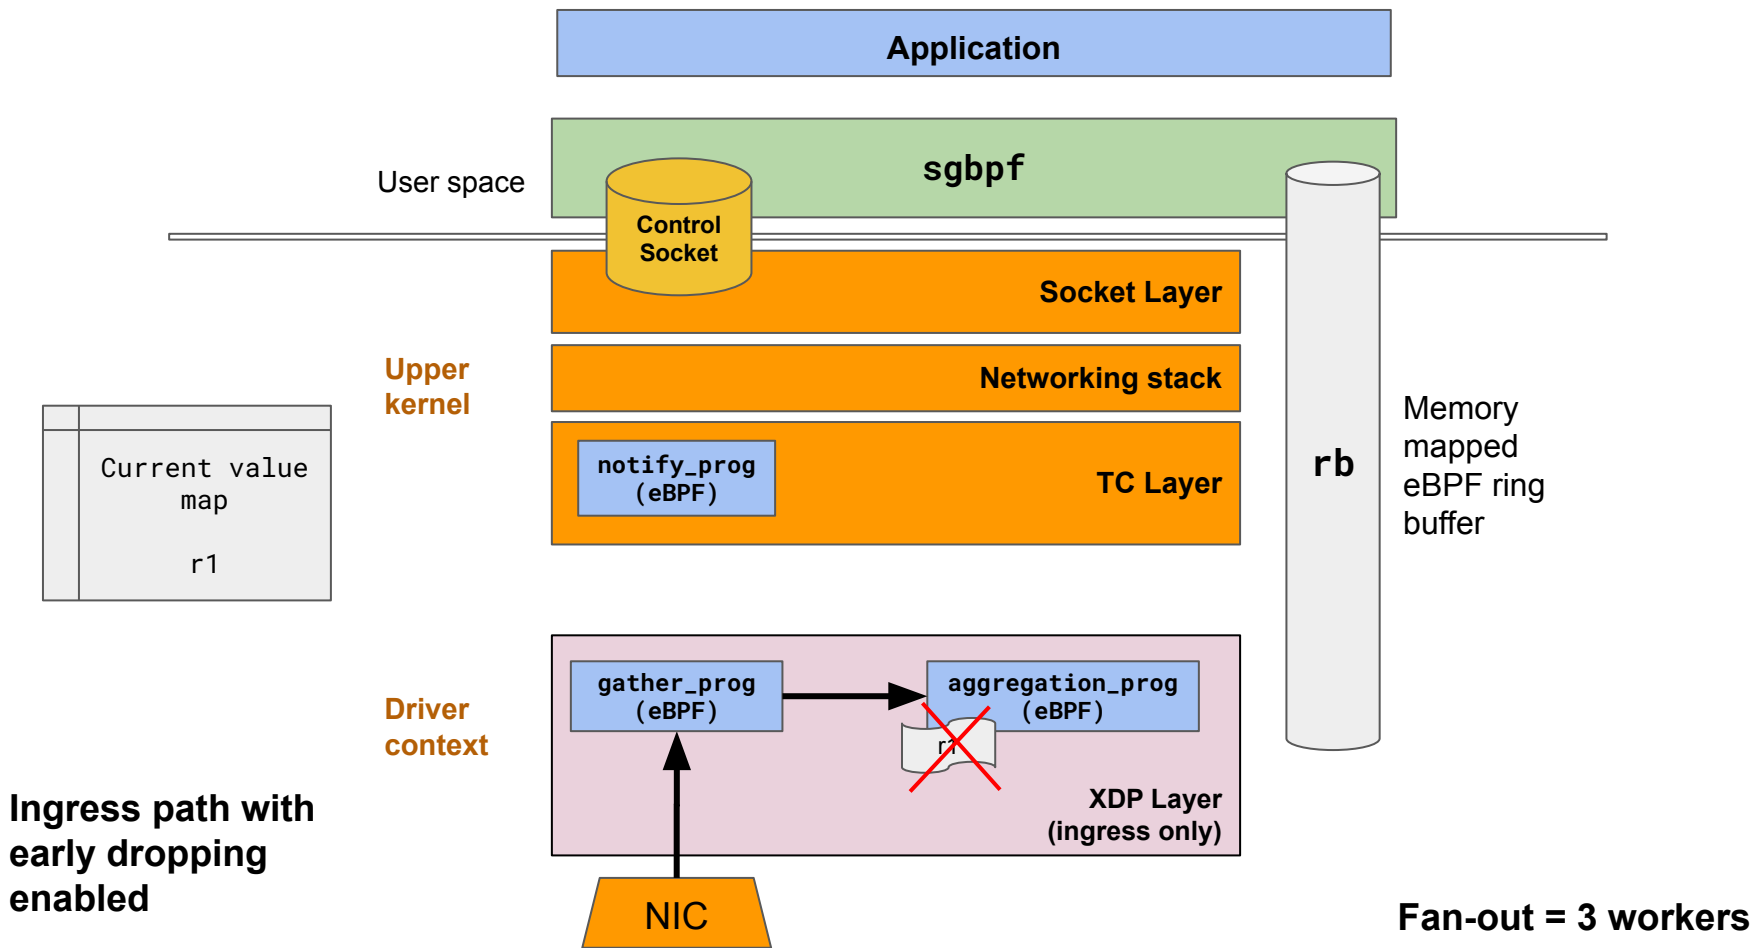 Application
sgbpf
User space
Control
Socket
Socket Layer
Upper
kernel
Networking stack
Current value
map
r1
notify_prog
(eBPF)
TC Layer
rb
Memory
mapped
eBPF ring
buffer
Driver
context
gather_prog
(eBPF)
aggregation_prog
(eBPF)
r1
XDP Layer
(ingress only)
Ingress path with
early dropping
enabled
NIC
Fan-out = 3 workers